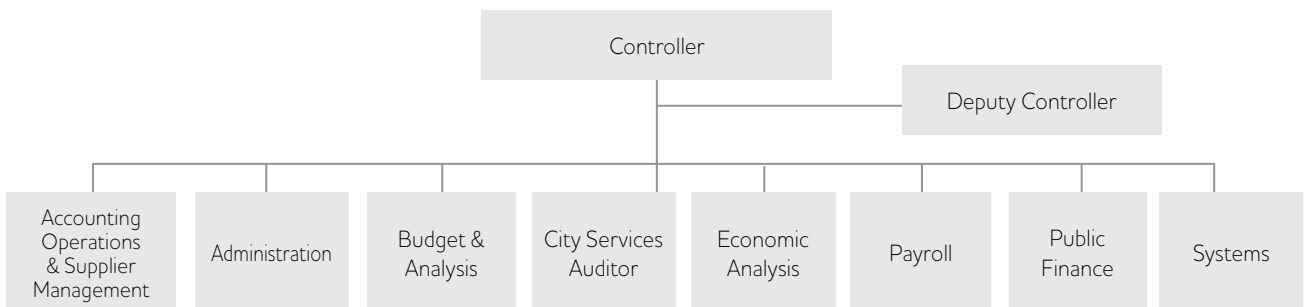 Controller
Deputy Controller
Accounting
Operations
& Supplier
Management
Administration
Budget &
Analysis
City Services
Auditor
Economic
Analysis
Payroll
Public
Finance
Systems